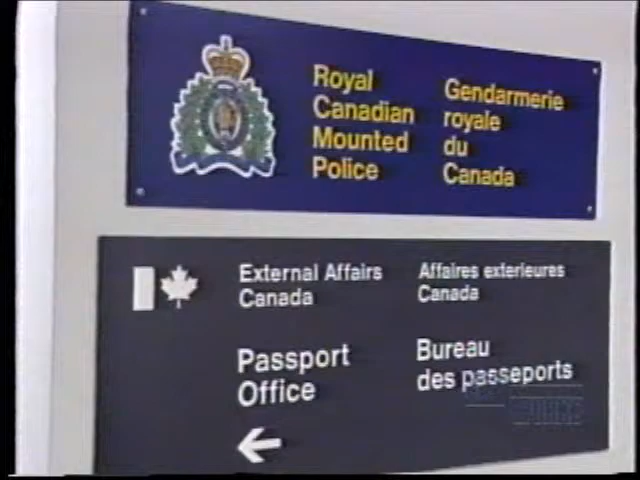 Royal
Canadian
Mounted
Police
Gendarmerie
royale
du
Canada
External Affairs
Canada
Affaires exterieures
Canada
Passport
Office
Bureau
des passeports